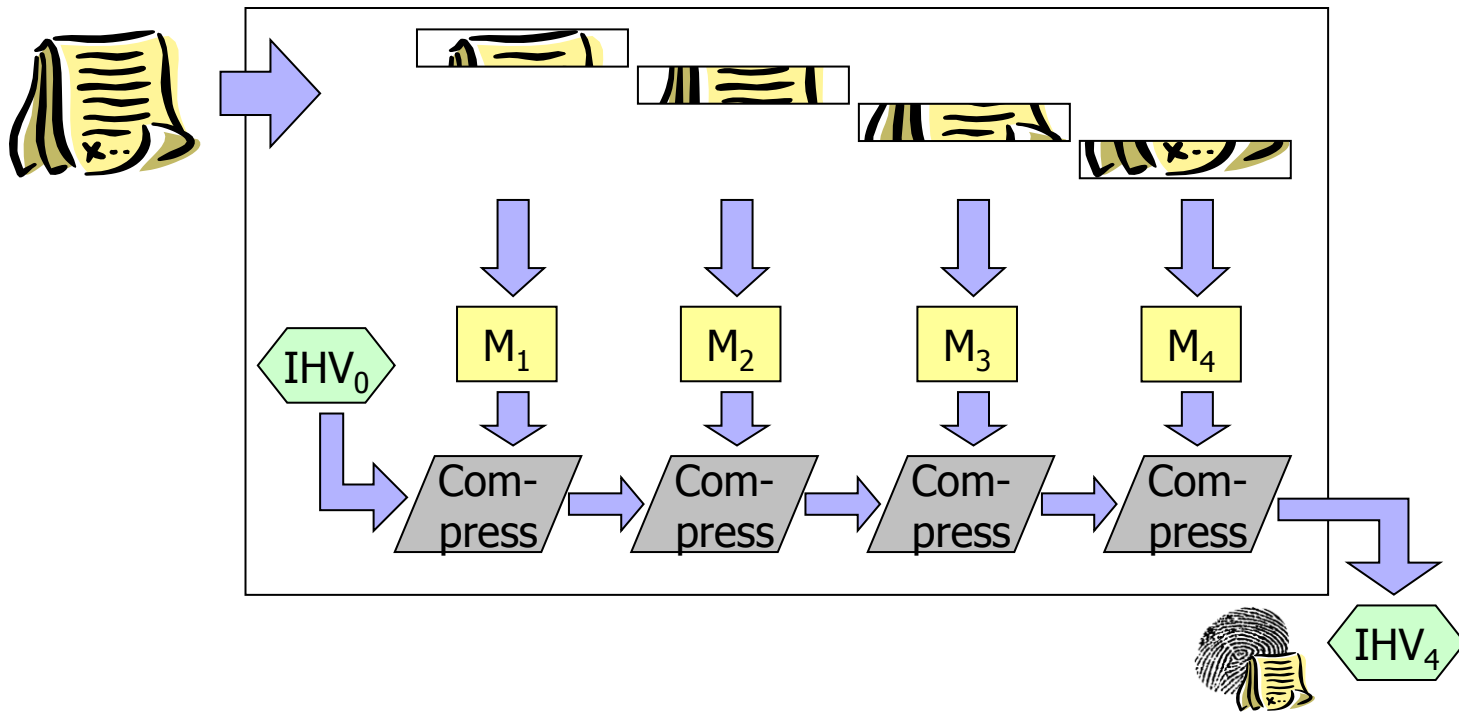 M₁ M₂ M₃ M₄
IHV₀
Com-
press
Com-
press
Com-
press
Com-
press
IHV₄
x--